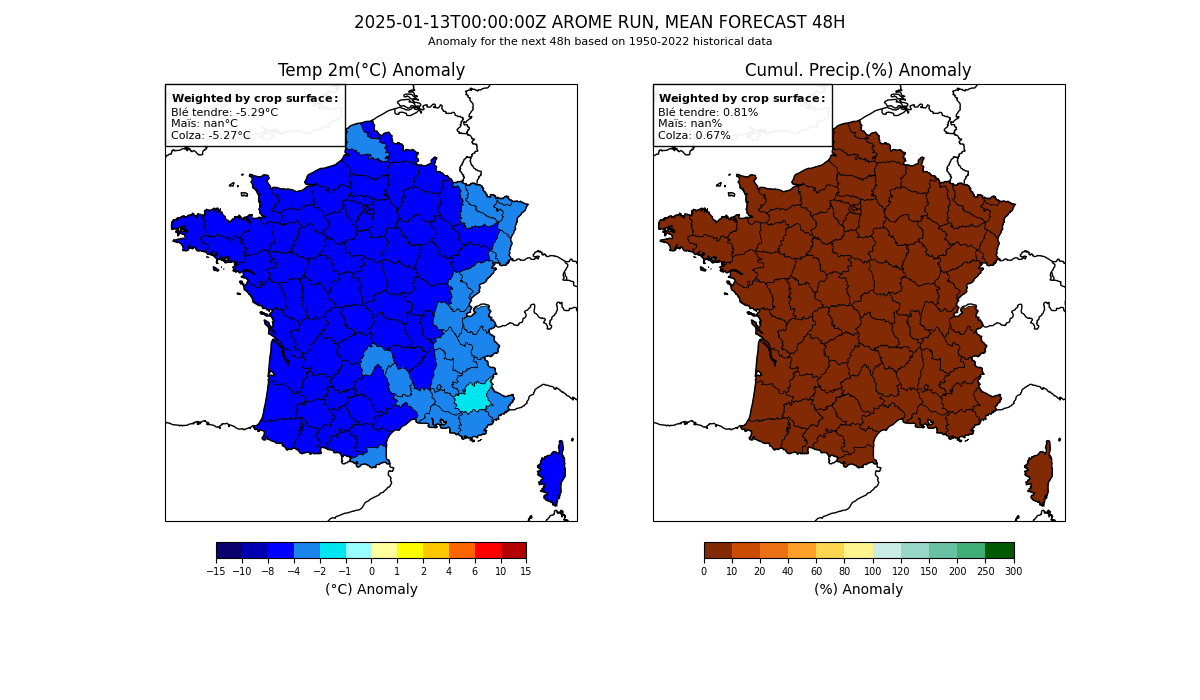 2025-01-13T00:00:00Z AROME RUN, MEAN FORECAST 48H
Anomaly for the next 48h based on 1950-2022 historical data
Temp 2m(°C) Anomaly
Weighted by crop surface:
Blé tendre: -5.29°C
Maïs: nan°C
Colza: -5.27°C
−15 −10 −8 −4 −2 −1 0 1 2 4 6 10 15
(°C) Anomaly
Cumul. Precip.(%) Anomaly
Weighted by crop surface:
Blé tendre: 0.81%
Maïs: nan%
Colza: 0.67%
0 10 20 40 60 80 100 120 150 200 250 300
(%) Anomaly